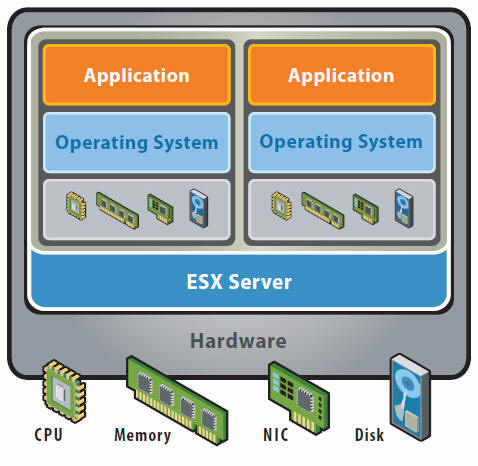 Application
Application
Operating System
Operating System
ESX Server
Hardware
CPU
Memory
NIC
Disk